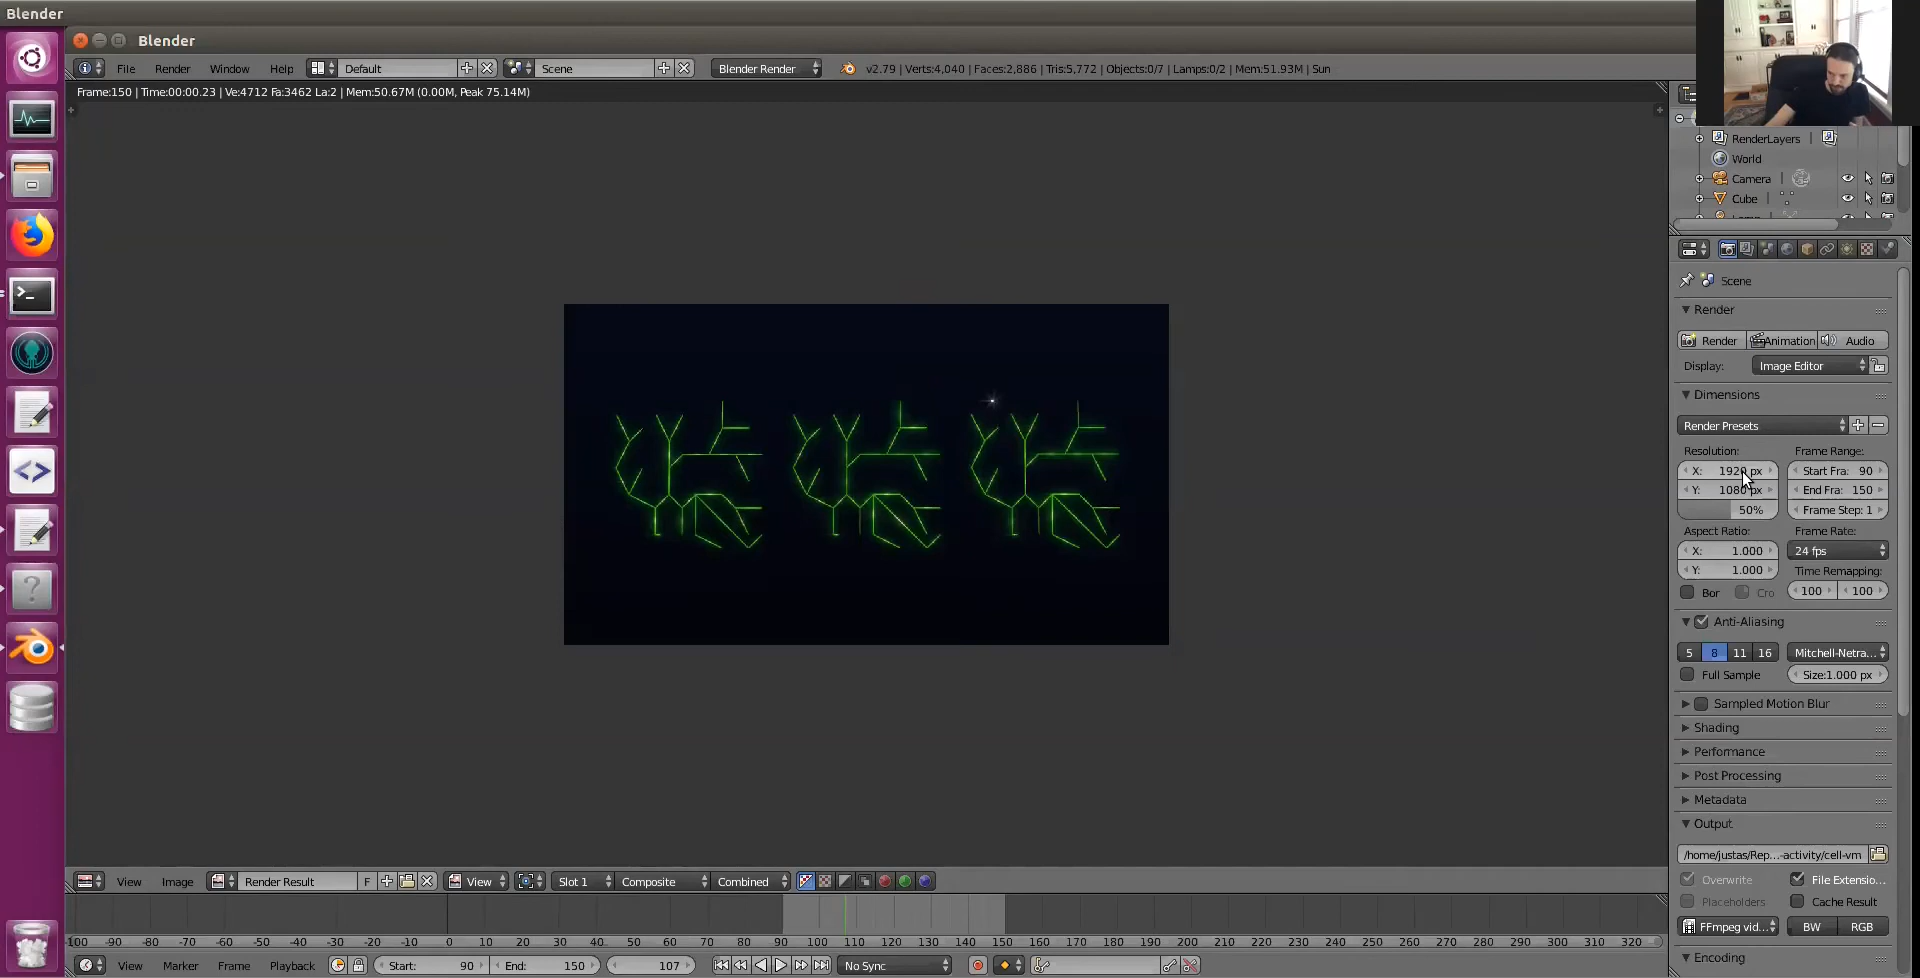 Blender
Blender
File Render Window Help Default Scene Blender Render v2.79 | Verts:4,040 | Faces:2,886 | Tris:5,772 | Objects:0/7 | Lamps:0/2 | Mem:51.93M | Sun
Frame:150 | Time:00:00.23 | Ve:4712 Fa:3462 La:2 | Mem:50.67M (0.00M, Peak 75.14M)
RenderLayers
World
Camera
Cube
Scene
Render
Render Animation Audio
Display: Image Editor
Dimensions
Render Presets
Resolution: Frame Range:
X: 1920 px Start Fra: 90
Y: 1080 px End Fra: 150
50% Frame Step: 1
Aspect Ratio: Frame Rate:
X: 1.000 24 fps
Y: 1.000 Time Remapping:
Bor Cro 100 100
Anti-Aliasing
5 8 11 16 Mitchell-Netra...
Full Sample Size:1.000 px
Sampled Motion Blur
Shading
Performance
Post Processing
Metadata
Output
/home/justas/Rep...-activity/cell-vm
Overwrite File Extensio...
Placeholders Cache Result
FFmpeg vid... BW RGB
Encoding
View Image Render Result F View Slot 1 Composite Combined
-100 -90 -80 -70 -60 -50 -40 -30 -20 -10 0 10 20 30 40 50 60 70 80 90 100 110 120 130 140 150 160 170 180 190 200 210 220 230 240 250 260 270 280 290 300 310 320
View Marker Frame Playback Start: 90 End: 150 107 No Sync